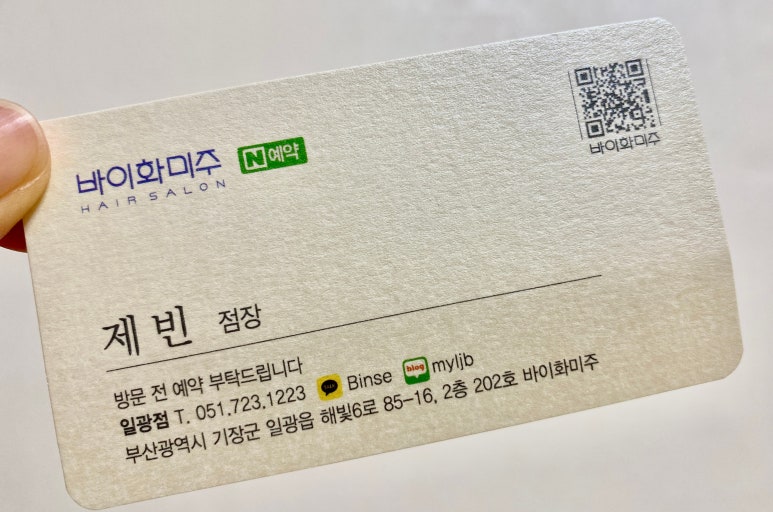 바이화미주 N예약
HAIR SALON
바이화미주
제 빈 점장
방문 전 예약 부탁드립니다
일광점 T. 051.723.1223 TALK Binse blog myljb
부산광역시 기장군 일광읍 해빛6로 85-16, 2층 202호 바이화미주